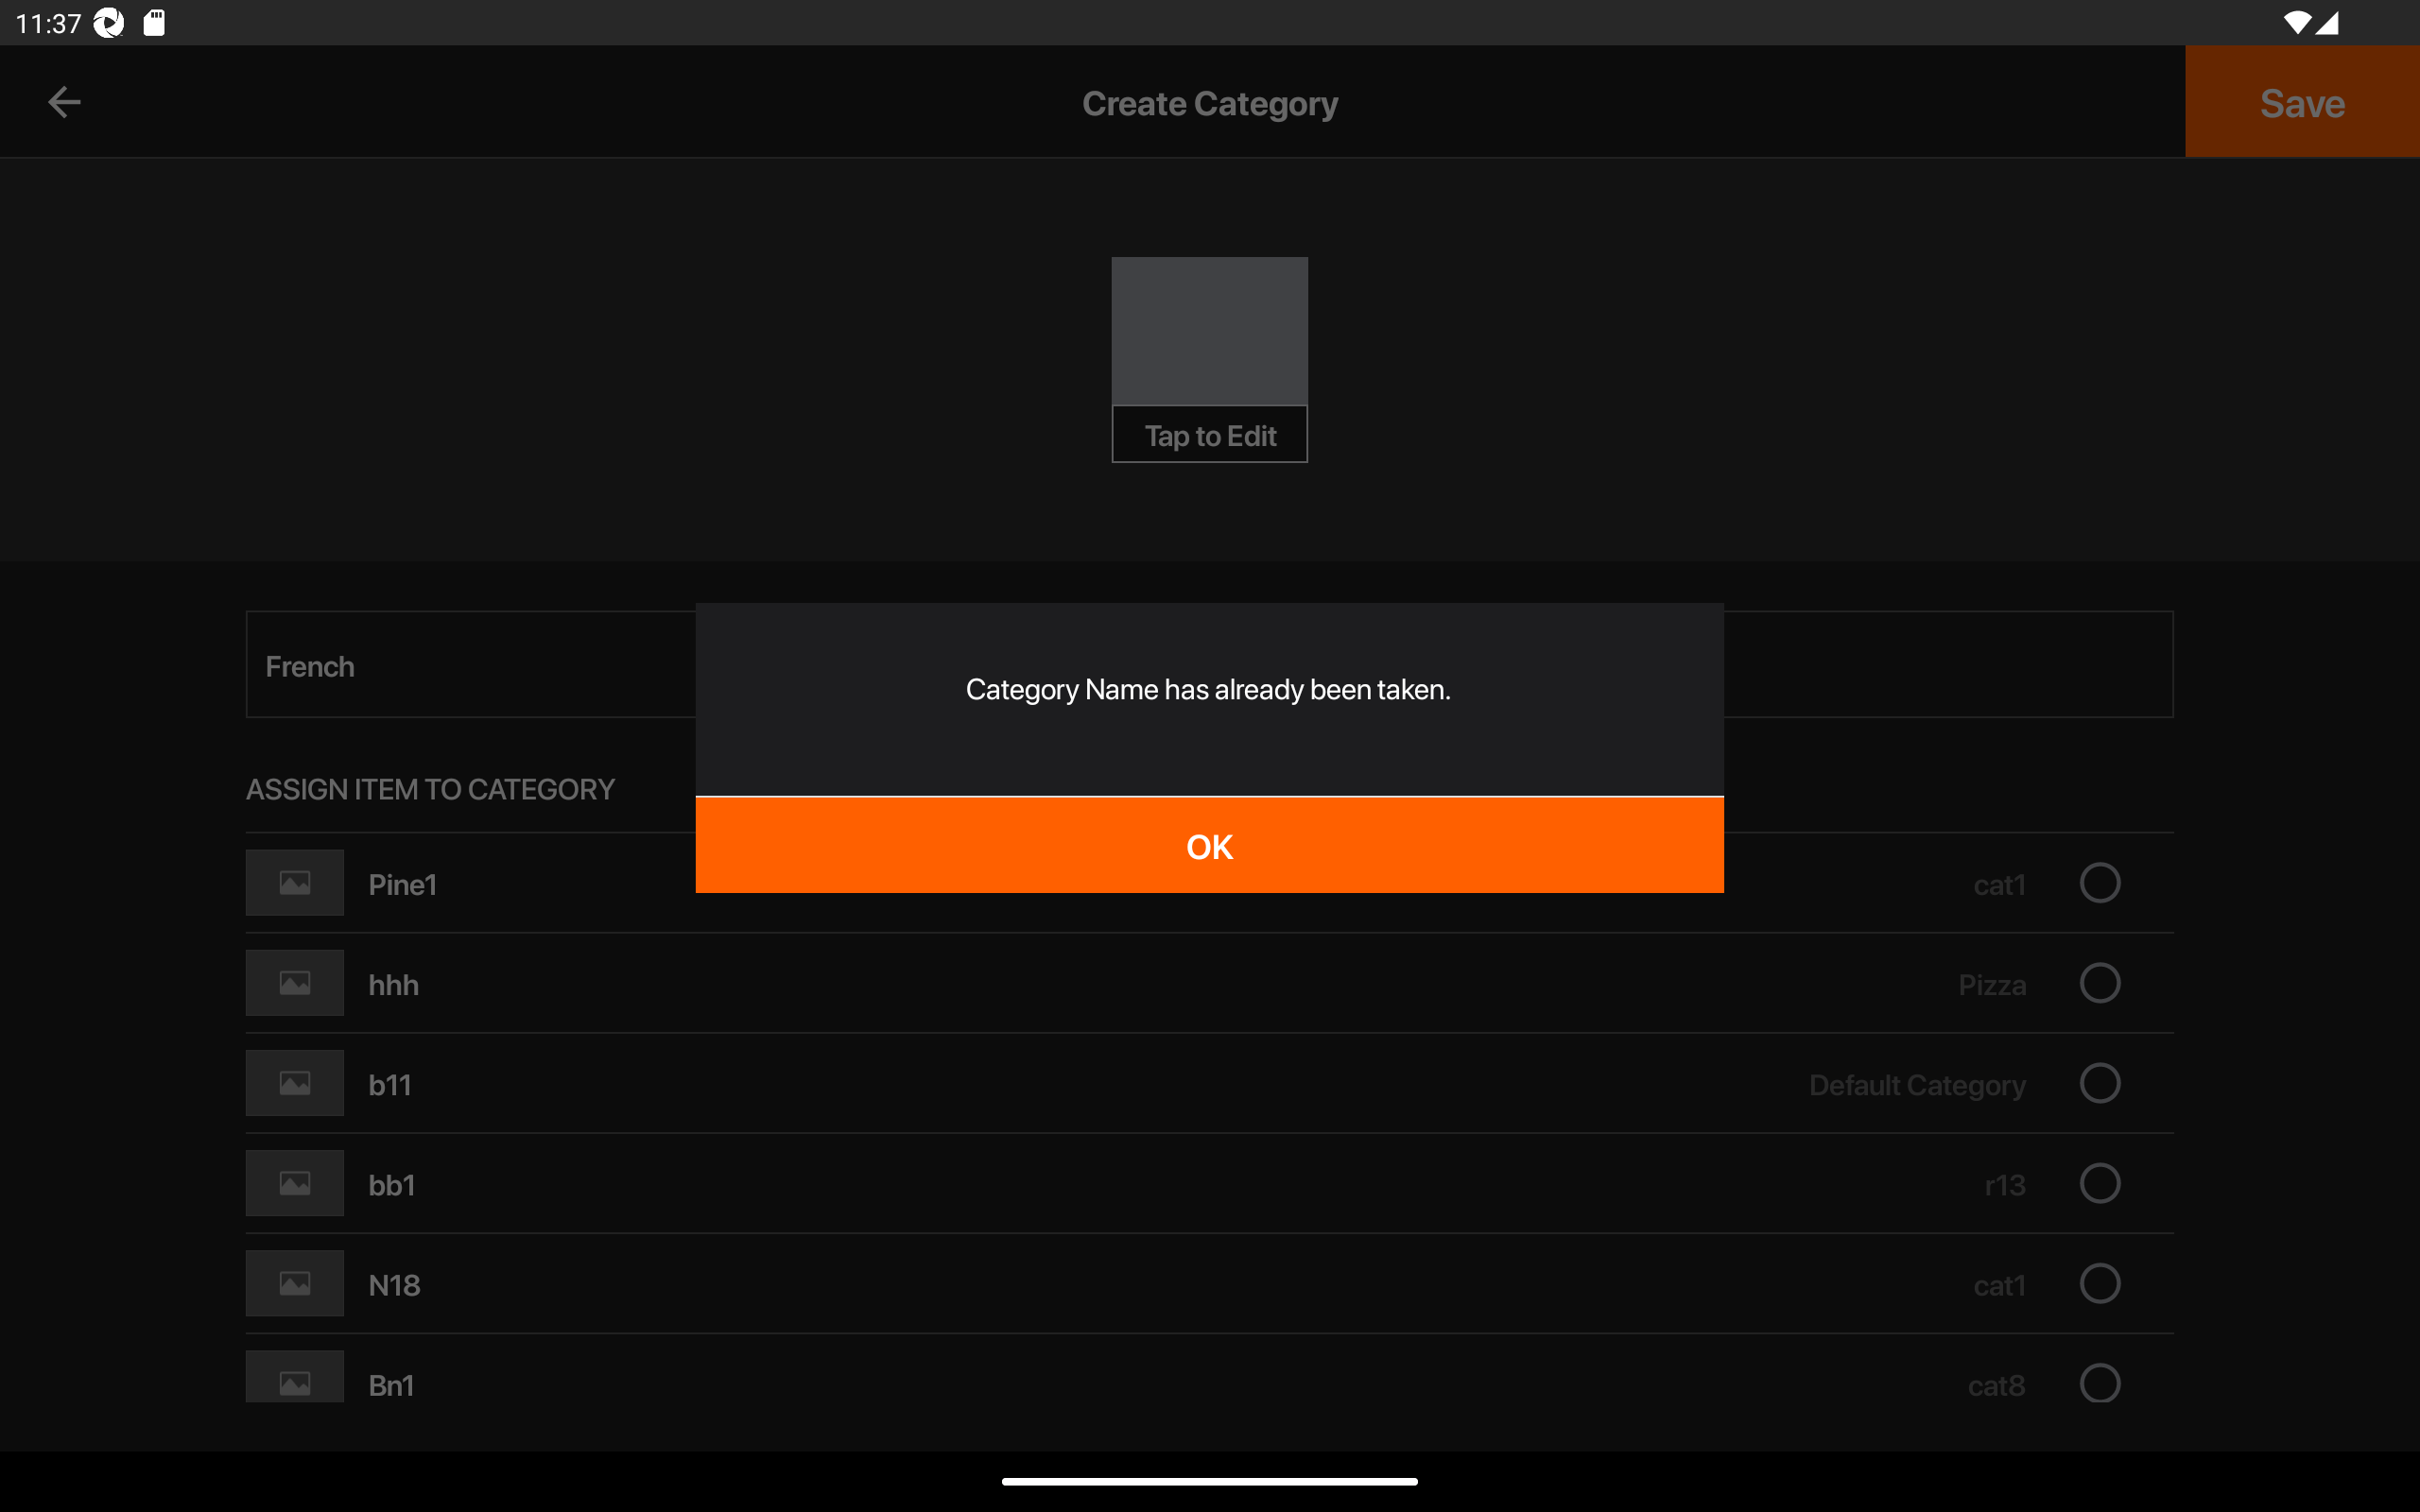 11:37
Create Category
Save
Tap to Edit
French
Category Name has already been taken.
OK
ASSIGN ITEM TO CATEGORY
Pine1 cat1
hhh Pizza
b11 Default Category
bb1 r13
N18 cat1
Bn1 cat8